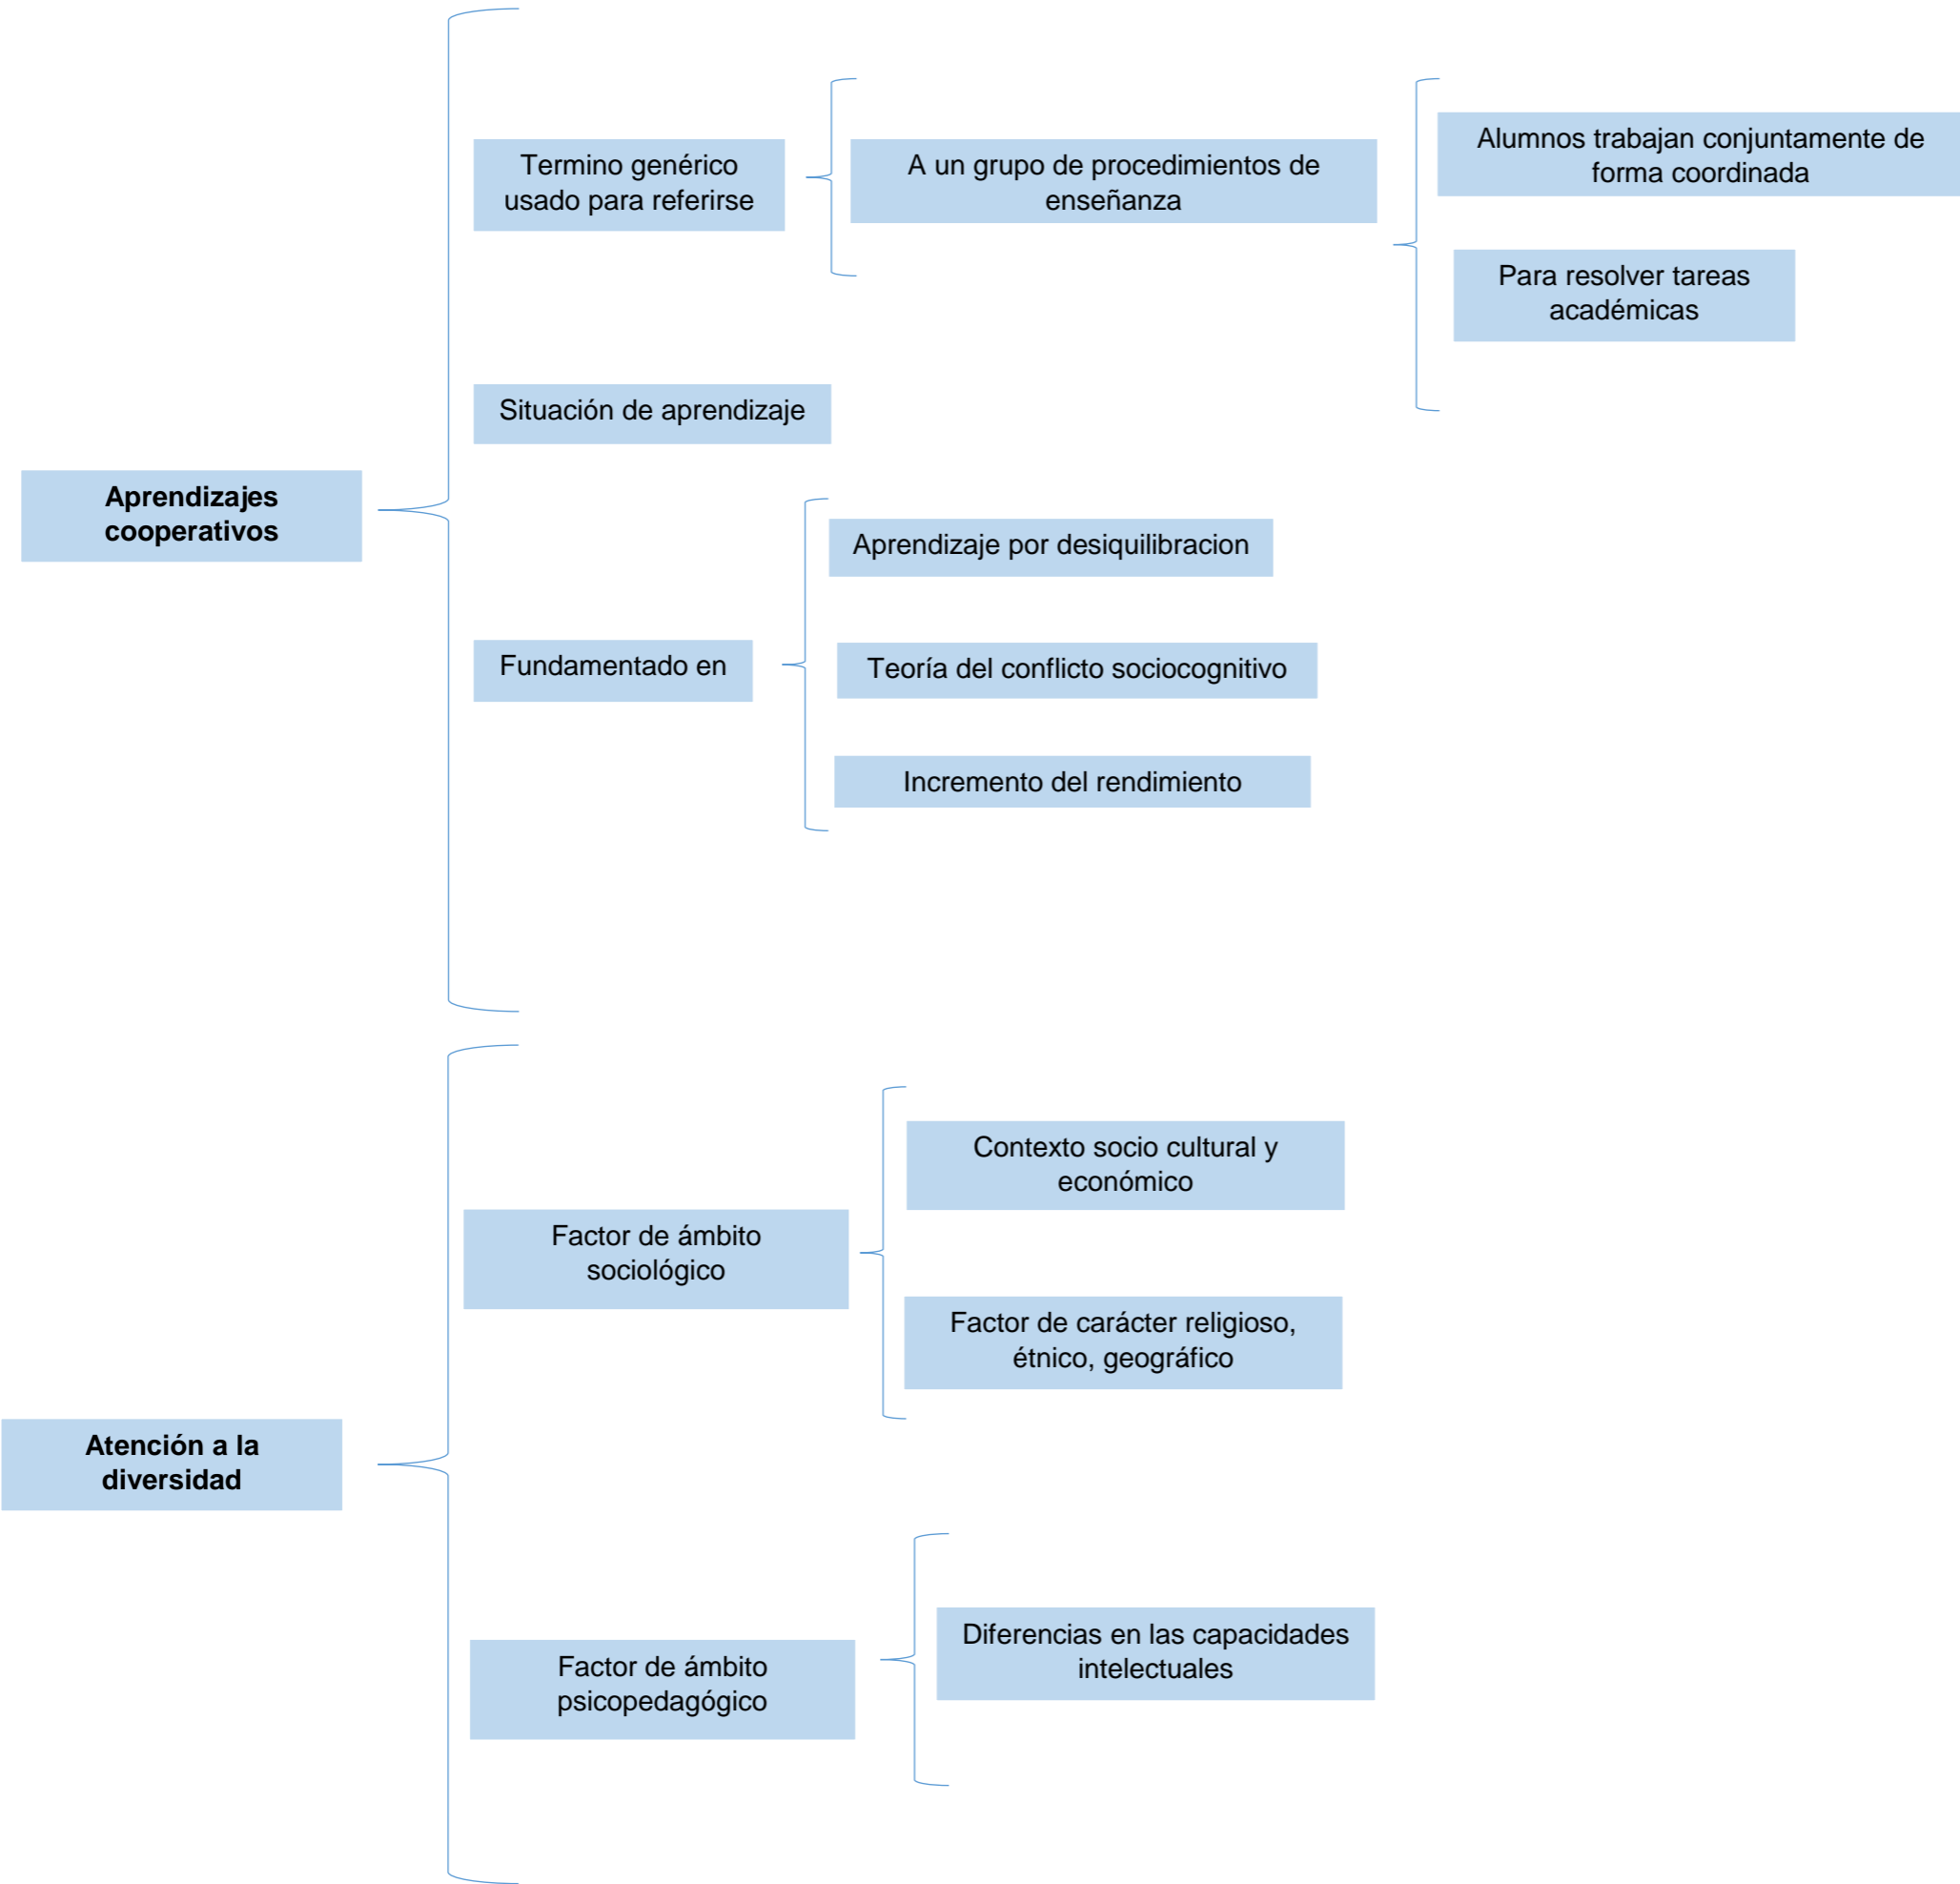 Aprendizajes
cooperativos
Termino genérico
usado para referirse
A un grupo de procedimientos de
enseñanza
Alumnos trabajan conjuntamente de
forma coordinada
Para resolver tareas
académicas
Situación de aprendizaje
Fundamentado en
Aprendizaje por desiquilibracion
Teoría del conflicto sociocognitivo
Incremento del rendimiento
Atención a la
diversidad
Factor de ámbito
sociológico
Contexto socio cultural y
económico
Factor de carácter religioso,
étnico, geográfico
Factor de ámbito
psicopedagógico
Diferencias en las capacidades
intelectuales